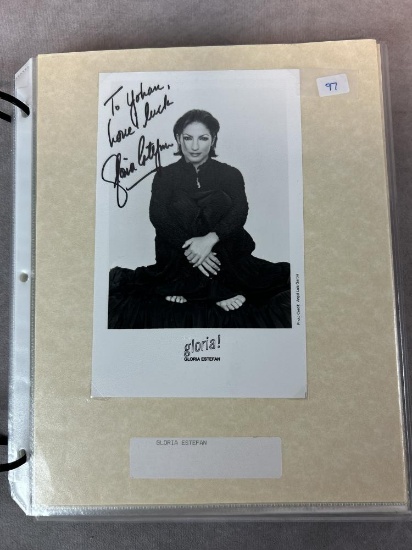 97
To Yohan,
Love & luck
Gloria Estefan
gloria!
GLORIA ESTEFAN
GLORIA ESTEFAN